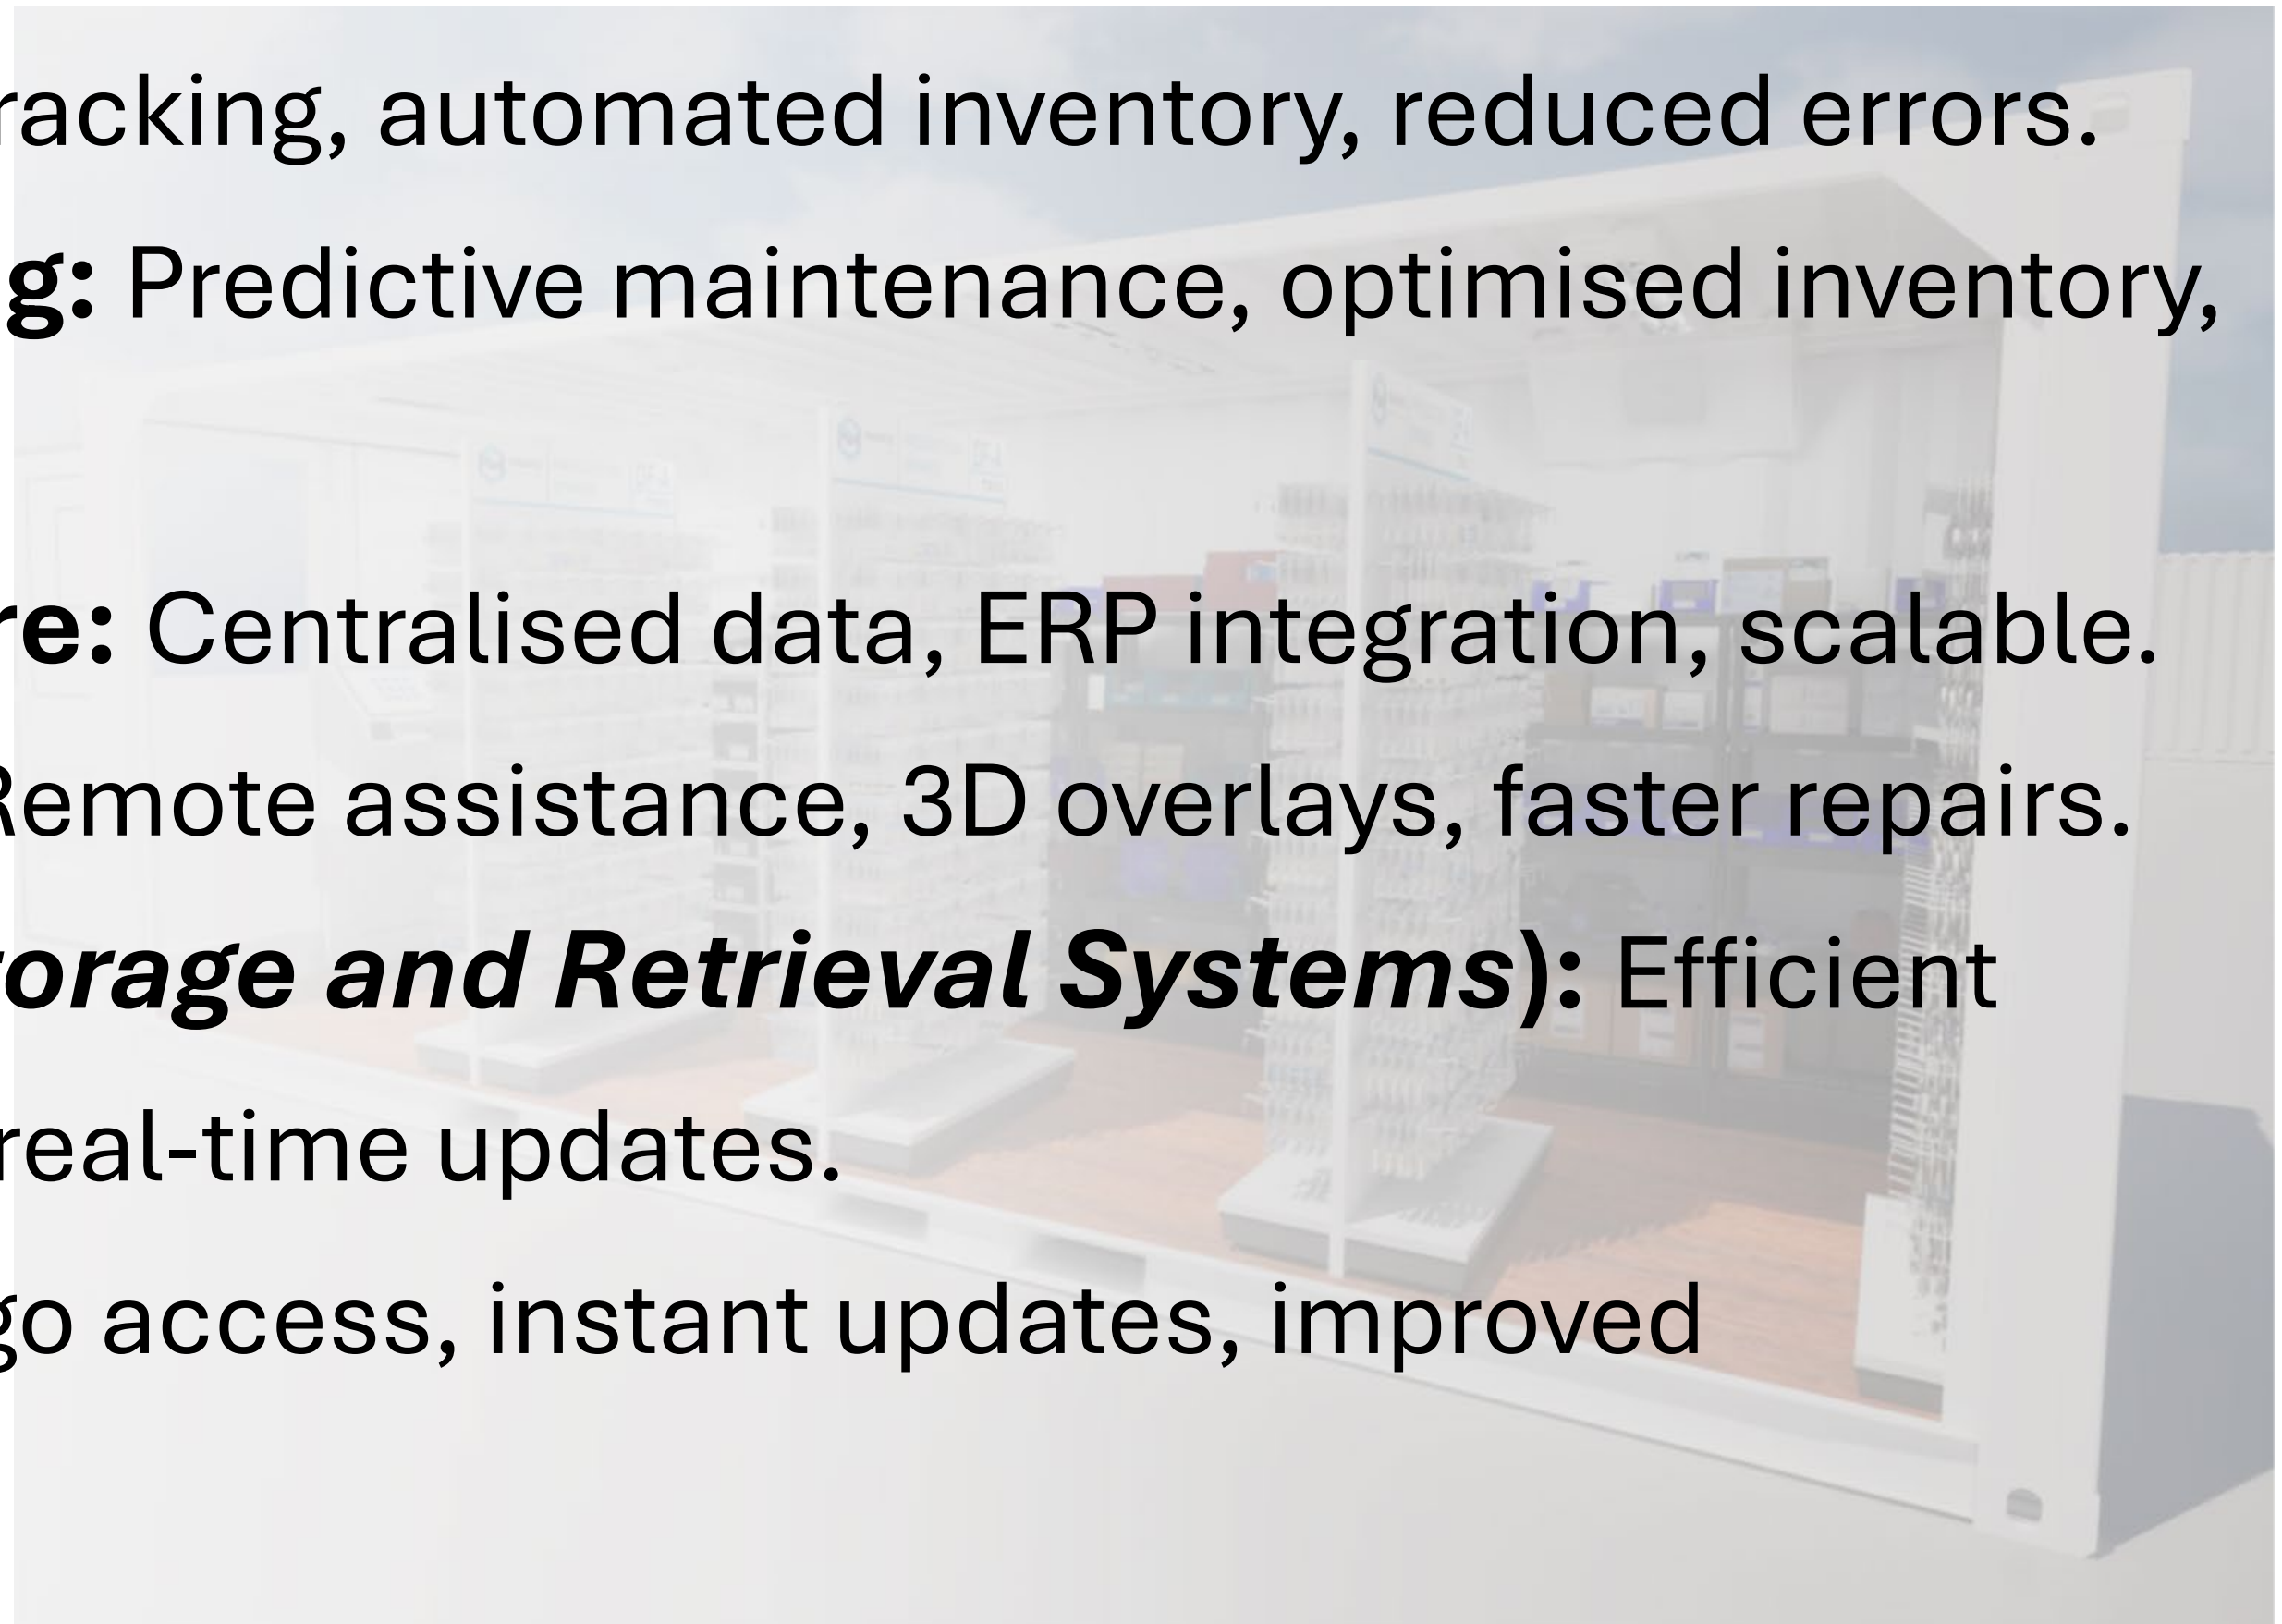 racking, automated inventory, reduced errors.
g: Predictive maintenance, optimised inventory,
re: Centralised data, ERP integration, scalable.
Remote assistance, 3D overlays, faster repairs.
torage and Retrieval Systems): Efficient
real-time updates.
go access, instant updates, improved